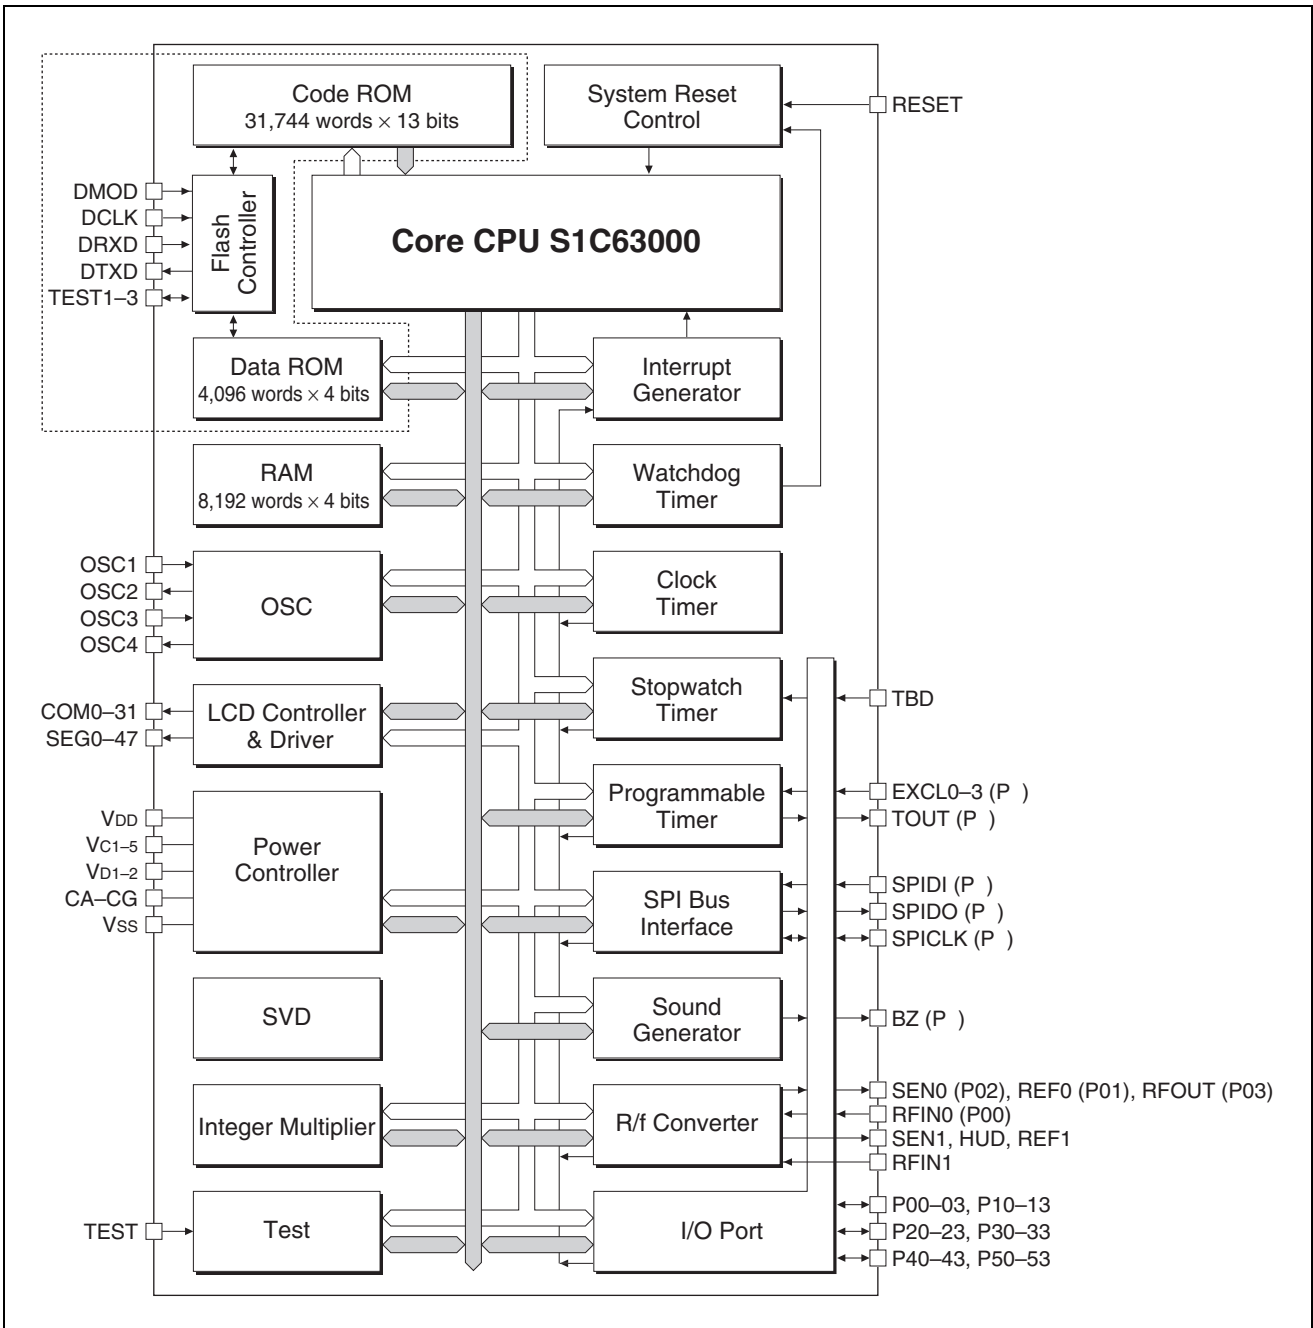 Code ROM
31,744 words × 13 bits
System Reset
Control
RESET
DMOD
DCLK
DRXD
DTXD
TEST1–3
Flash
Controller
Core CPU S1C63000
Data ROM
4,096 words × 4 bits
Interrupt
Generator
RAM
8,192 words × 4 bits
Watchdog
Timer
OSC1
OSC2
OSC3
OSC4
OSC
Clock
Timer
COM0–31
SEG0–47
LCD Controller
& Driver
Stopwatch
Timer
TBD
VDD
VC1–5
VD1–2
CA–CG
VSS
Power
Controller
Programmable
Timer
EXCL0–3 (P  )
TOUT (P  )
SPI Bus
Interface
SPIDI (P  )
SPIDO (P  )
SPICLK (P  )
SVD
Sound
Generator
BZ (P  )
Integer Multiplier
R/f Converter
SEN0 (P02), REF0 (P01), RFOUT (P03)
RFIN0 (P00)
SEN1, HUD, REF1
RFIN1
TEST
Test
I/O Port
P00–03, P10–13
P20–23, P30–33
P40–43, P50–53